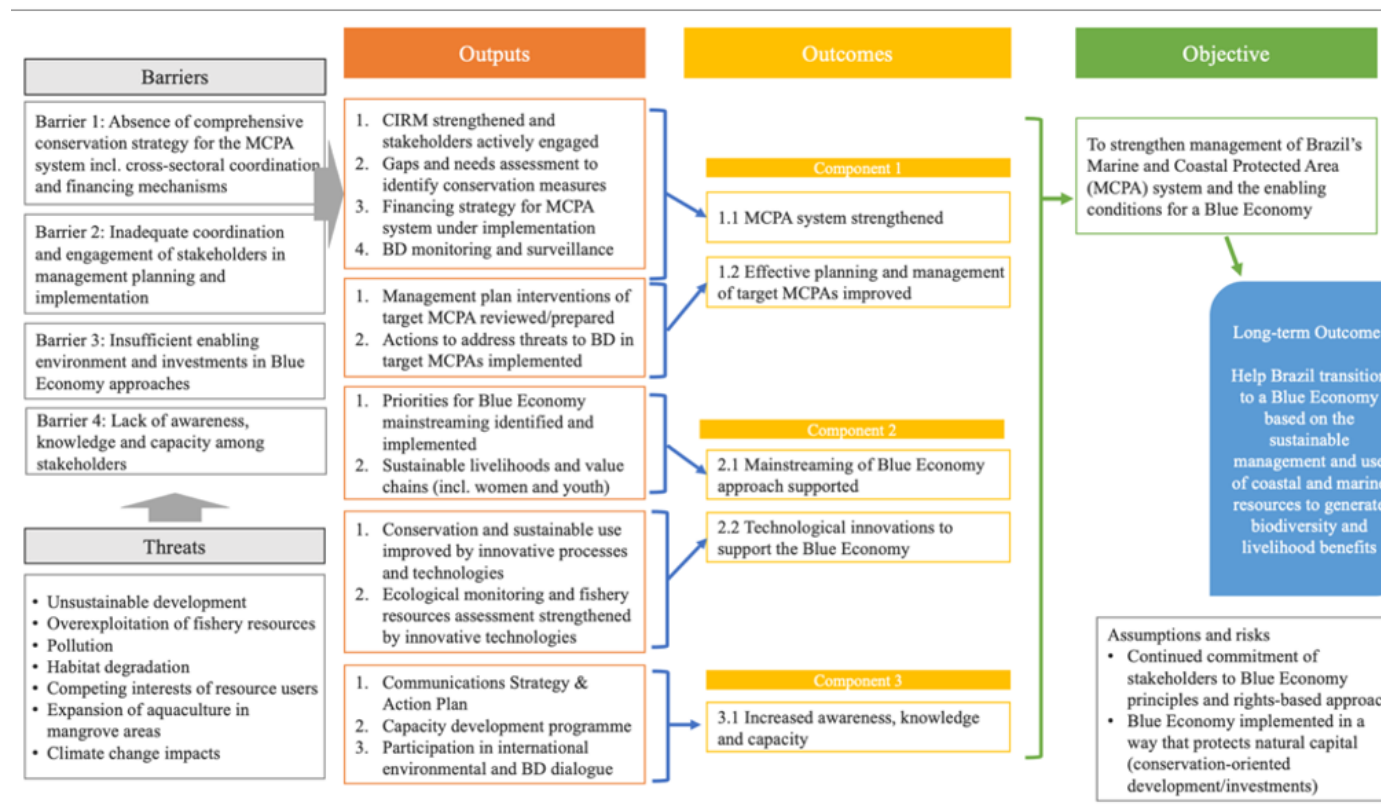 Barriers
Barrier 1: Absence of comprehensive
conservation strategy for the MCPA
system incl. cross-sectoral coordination
and financing mechanisms
Barrier 2: Inadequate coordination
and engagement of stakeholders in
management planning and
implementation
Barrier 3: Insufficient enabling
environment and investments in Blue
Economy approaches
Barrier 4: Lack of awareness,
knowledge and capacity among
stakeholders
Threats
• Unsustainable development
• Overexploitation of fishery resources
• Pollution
• Habitat degradation
• Competing interests of resource users
• Expansion of aquaculture in
mangrove areas
• Climate change impacts
Outputs
1. CIRM strengthened and
stakeholders actively engaged
2. Gaps and needs assessment to
identify conservation measures
3. Financing strategy for MCPA
system under implementation
4. BD monitoring and surveillance
1. Management plan interventions of
target MCPA reviewed/prepared
2. Actions to address threats to BD in
target MCPAs implemented
1. Priorities for Blue Economy
mainstreaming identified and
implemented
2. Sustainable livelihoods and value
chains (incl. women and youth)
1. Conservation and sustainable use
improved by innovative processes
and technologies
2. Ecological monitoring and fishery
resources assessment strengthened
by innovative technologies
1. Communications Strategy &
Action Plan
2. Capacity development programme
3. Participation in international
environmental and BD dialogue
Outcomes
Component 1
1.1 MCPA system strengthened
1.2 Effective planning and management
of target MCPAs improved
Component 2
2.1 Mainstreaming of Blue Economy
approach supported
2.2 Technological innovations to
support the Blue Economy
Component 3
3.1 Increased awareness, knowledge
and capacity
Objective
To strengthen management of Brazil's
Marine and Coastal Protected Area
(MCPA) system and the enabling
conditions for a Blue Economy
Long-term Outcome
Help Brazil transition
to a Blue Economy
based on the
sustainable
management and use
of coastal and marine
resources to generate
biodiversity and
livelihood benefits
Assumptions and risks
• Continued commitment of
stakeholders to Blue Economy
principles and rights-based approac
• Blue Economy implemented in a
way that protects natural capital
(conservation-oriented
development/investments)